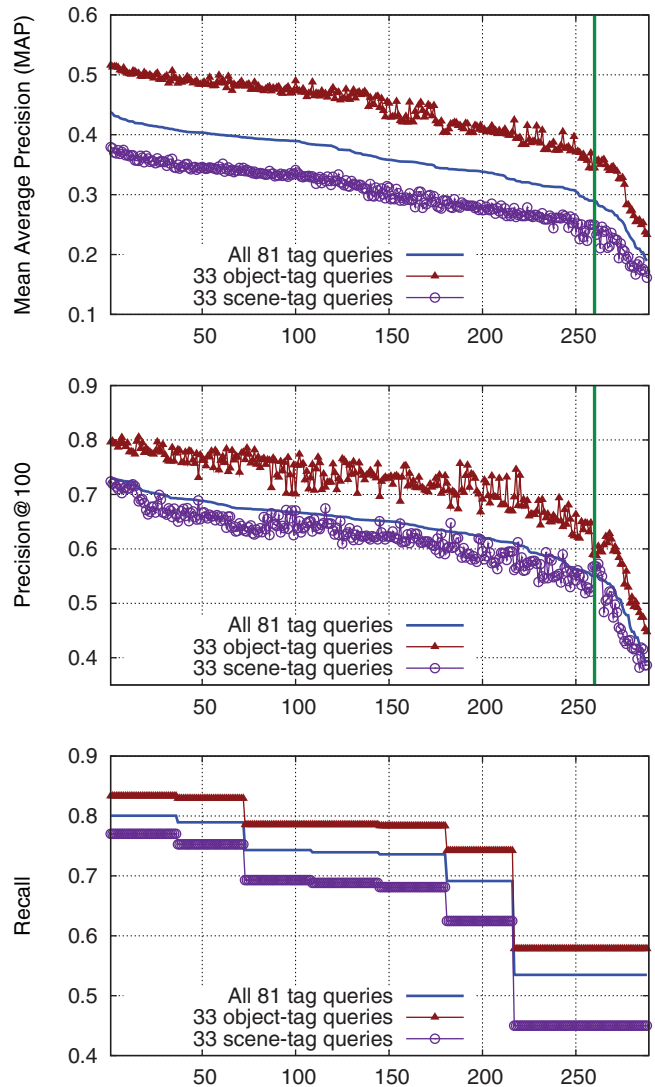 Mean Average Precision (MAP)
0.6
0.5
0.4
0.3
0.2
0.1
All 81 tag queries
33 object-tag queries
33 scene-tag queries
50 100 150 200 250
Precision@100
0.9
0.8
0.7
0.6
0.5
0.4
All 81 tag queries
33 object-tag queries
33 scene-tag queries
50 100 150 200 250
Recall
0.9
0.8
0.7
0.6
0.5
0.4
All 81 tag queries
33 object-tag queries
33 scene-tag queries
50 100 150 200 250